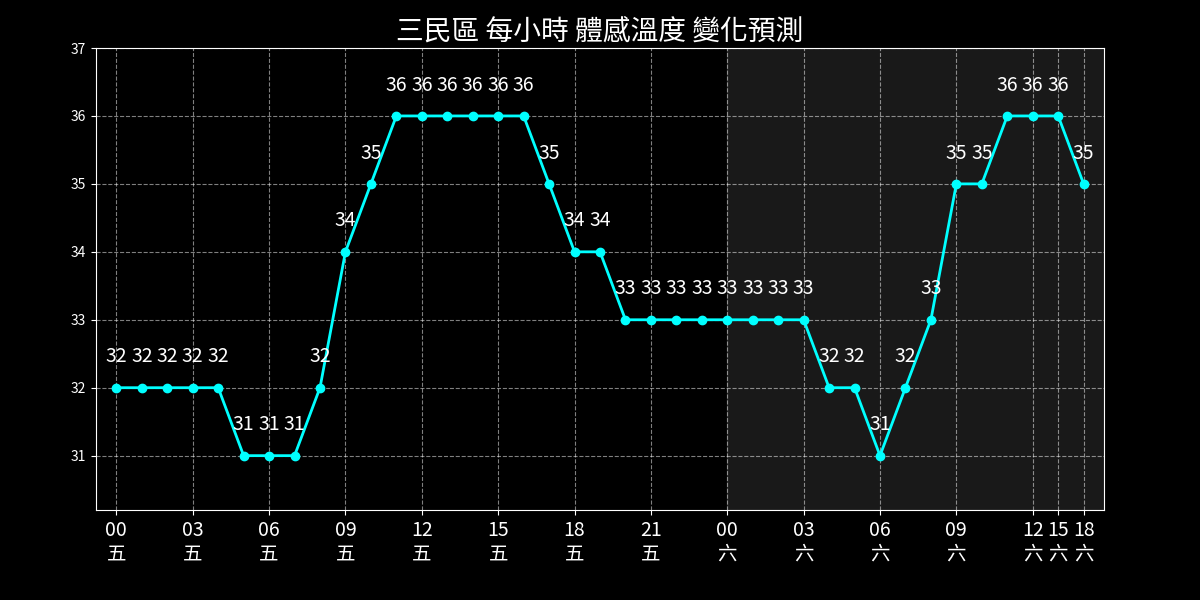 三民區 每小時 體感溫度 變化預測
37
36 36 36 36 36 36 36 36 36
36
35 35 35 35 35
35
34 34 34
34
33 33 33 33 33 33 33 33 33
33
32 32 32 32 32 32 32 32 32
32
31 31 31 31
31
00 03 06 09 12 15 18 21 00 03 06 09 12 15 18
五 五 五 五 五 五 五 五 六 六 六 六 六 六 六